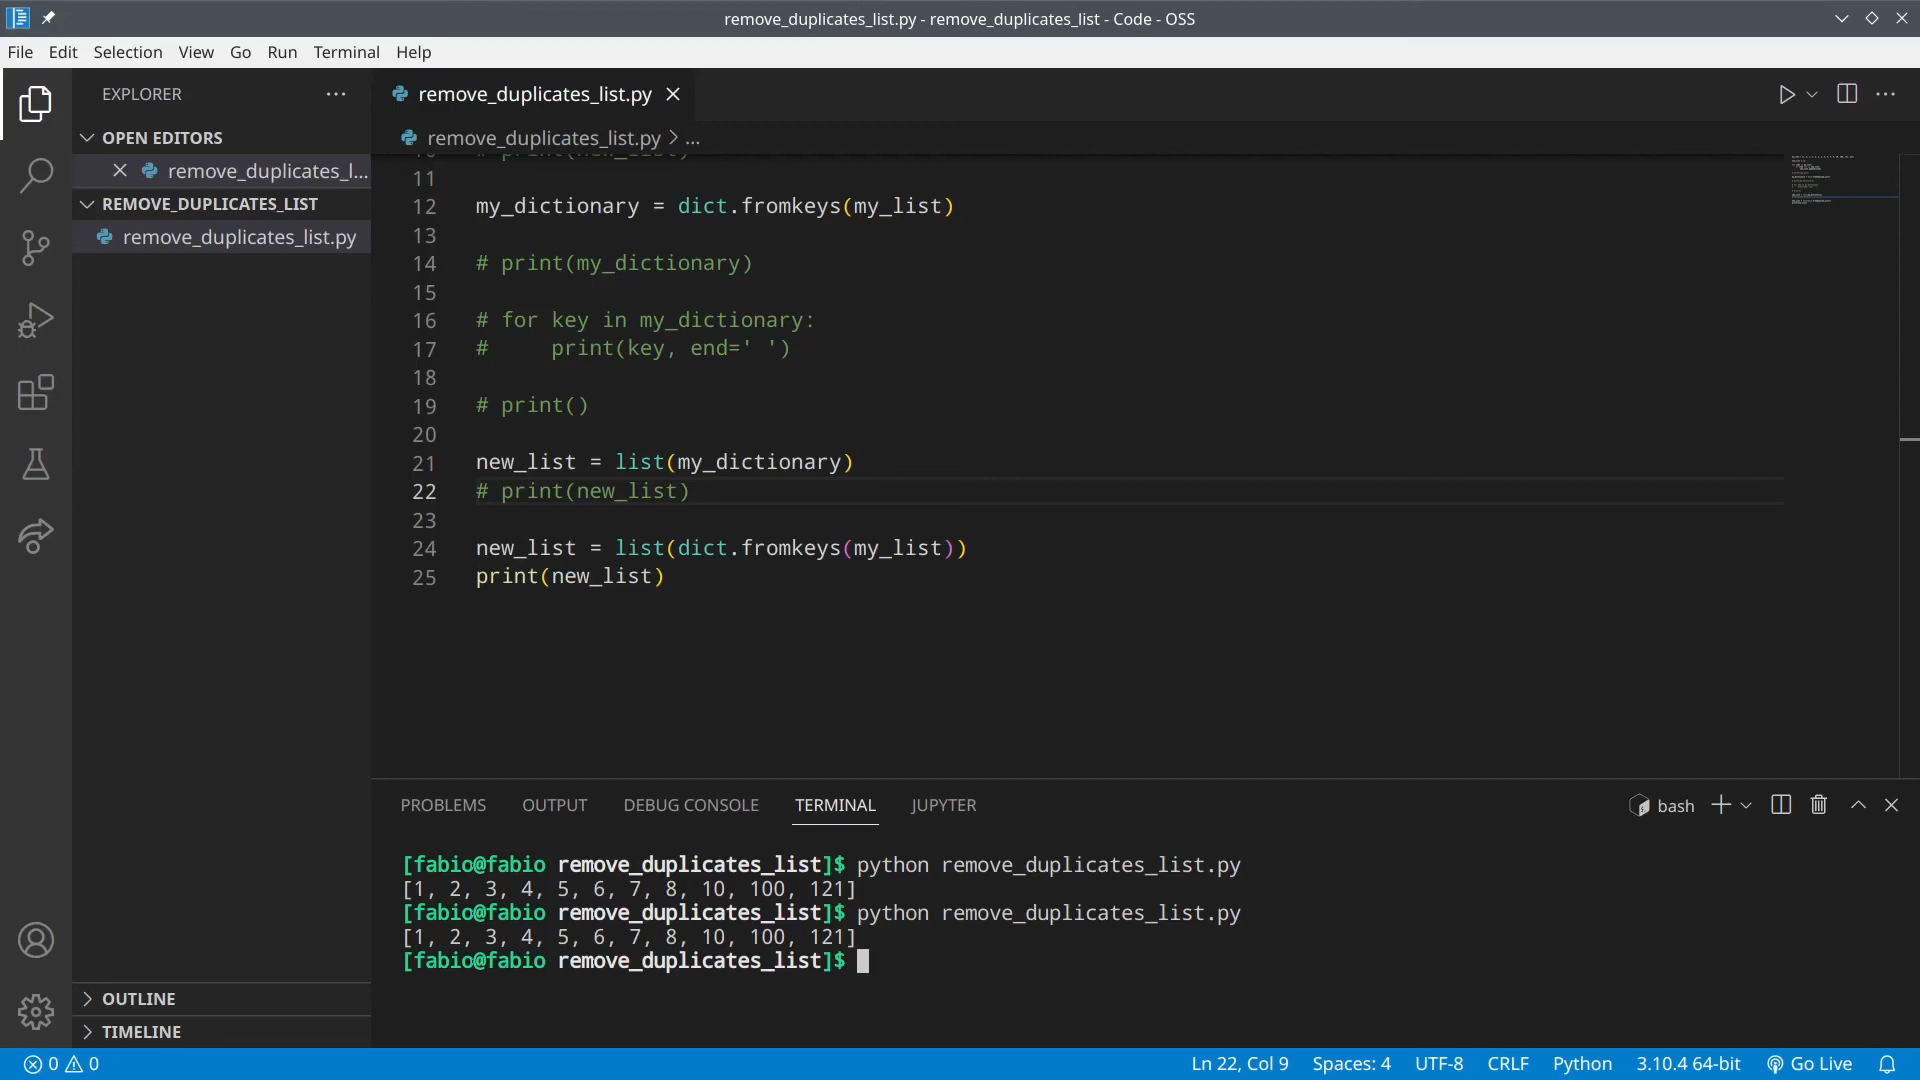 remove_duplicates_list.py - remove_duplicates_list - Code - OSS
File Edit Selection View Go Run Terminal Help
EXPLORER
OPEN EDITORS
remove_duplicates_l...
REMOVE_DUPLICATES_LIST
remove_duplicates_list.py
OUTLINE
TIMELINE
remove_duplicates_list.py
remove_duplicates_list.py > ...
10 # print(new_list)
11
12 my_dictionary = dict.fromkeys(my_list)
13
14 # print(my_dictionary)
15
16 # for key in my_dictionary:
17 #     print(key, end=' ')
18
19 # print()
20
21 new_list = list(my_dictionary)
22 # print(new_list)
23
24 new_list = list(dict.fromkeys(my_list))
25 print(new_list)
PROBLEMS OUTPUT DEBUG CONSOLE TERMINAL JUPYTER
bash
[fabio@fabio remove_duplicates_list]$ python remove_duplicates_list.py
[1, 2, 3, 4, 5, 6, 7, 8, 10, 100, 121]
[fabio@fabio remove_duplicates_list]$ python remove_duplicates_list.py
[1, 2, 3, 4, 5, 6, 7, 8, 10, 100, 121]
[fabio@fabio remove_duplicates_list]$
0 0 Ln 22, Col 9 Spaces: 4 UTF-8 CRLF Python 3.10.4 64-bit Go Live